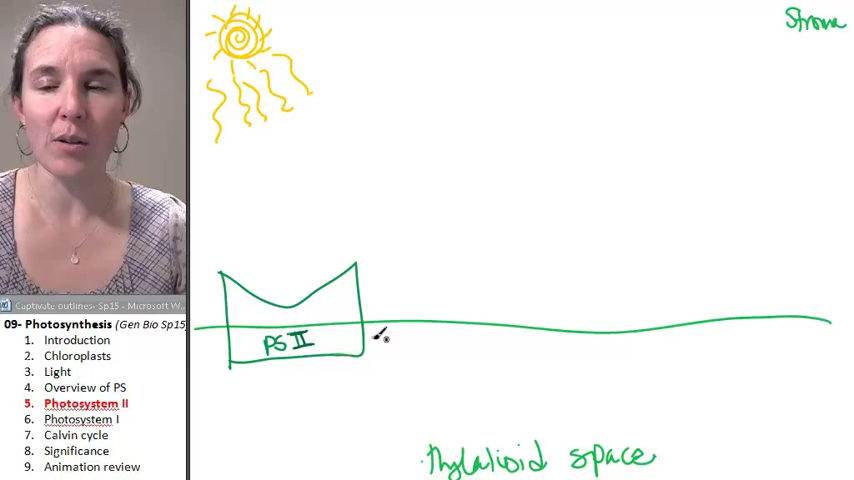 Stroma
PS II
thylakoid space
Captivate outlines- Sp15 - Microsoft W.
09- Photosynthesis (Gen Bio Sp15)
1. Introduction
2. Chloroplasts
3. Light
4. Overview of PS
5. Photosystem II
6. Photosystem I
7. Calvin cycle
8. Significance
9. Animation review